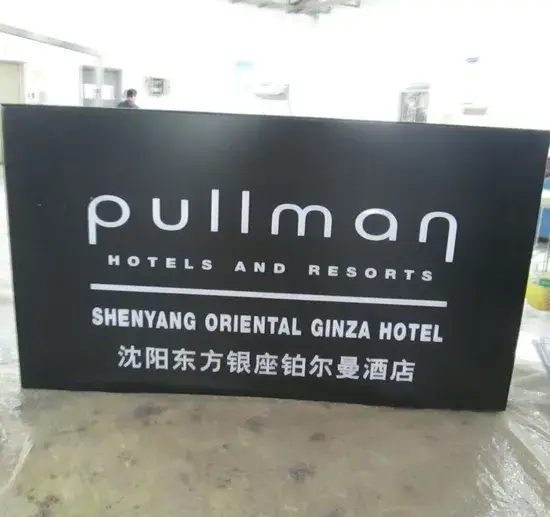 pullman
HOTELS AND RESORTS
SHENYANG ORIENTAL GINZA HOTEL
沈阳东方银座铂尔曼酒店